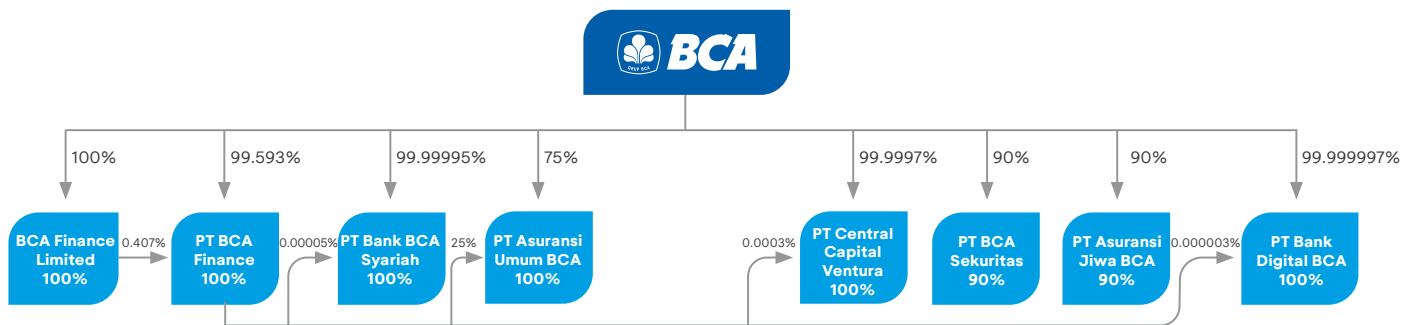 GRUP BCA
BCA
100%
99.593%
99.99995%
75%
99.9997%
90%
90%
99.999997%
BCA Finance
Limited
100%
0.407%
PT BCA
Finance
100%
0.00005%
PT Bank BCA
Syariah
100%
25%
PT Asuransi
Umum BCA
100%
0.0003%
PT Central
Capital
Ventura
100%
PT BCA
Sekuritas
90%
PT Asuransi
Jiwa BCA
90%
0.000003%
PT Bank
Digital BCA
100%